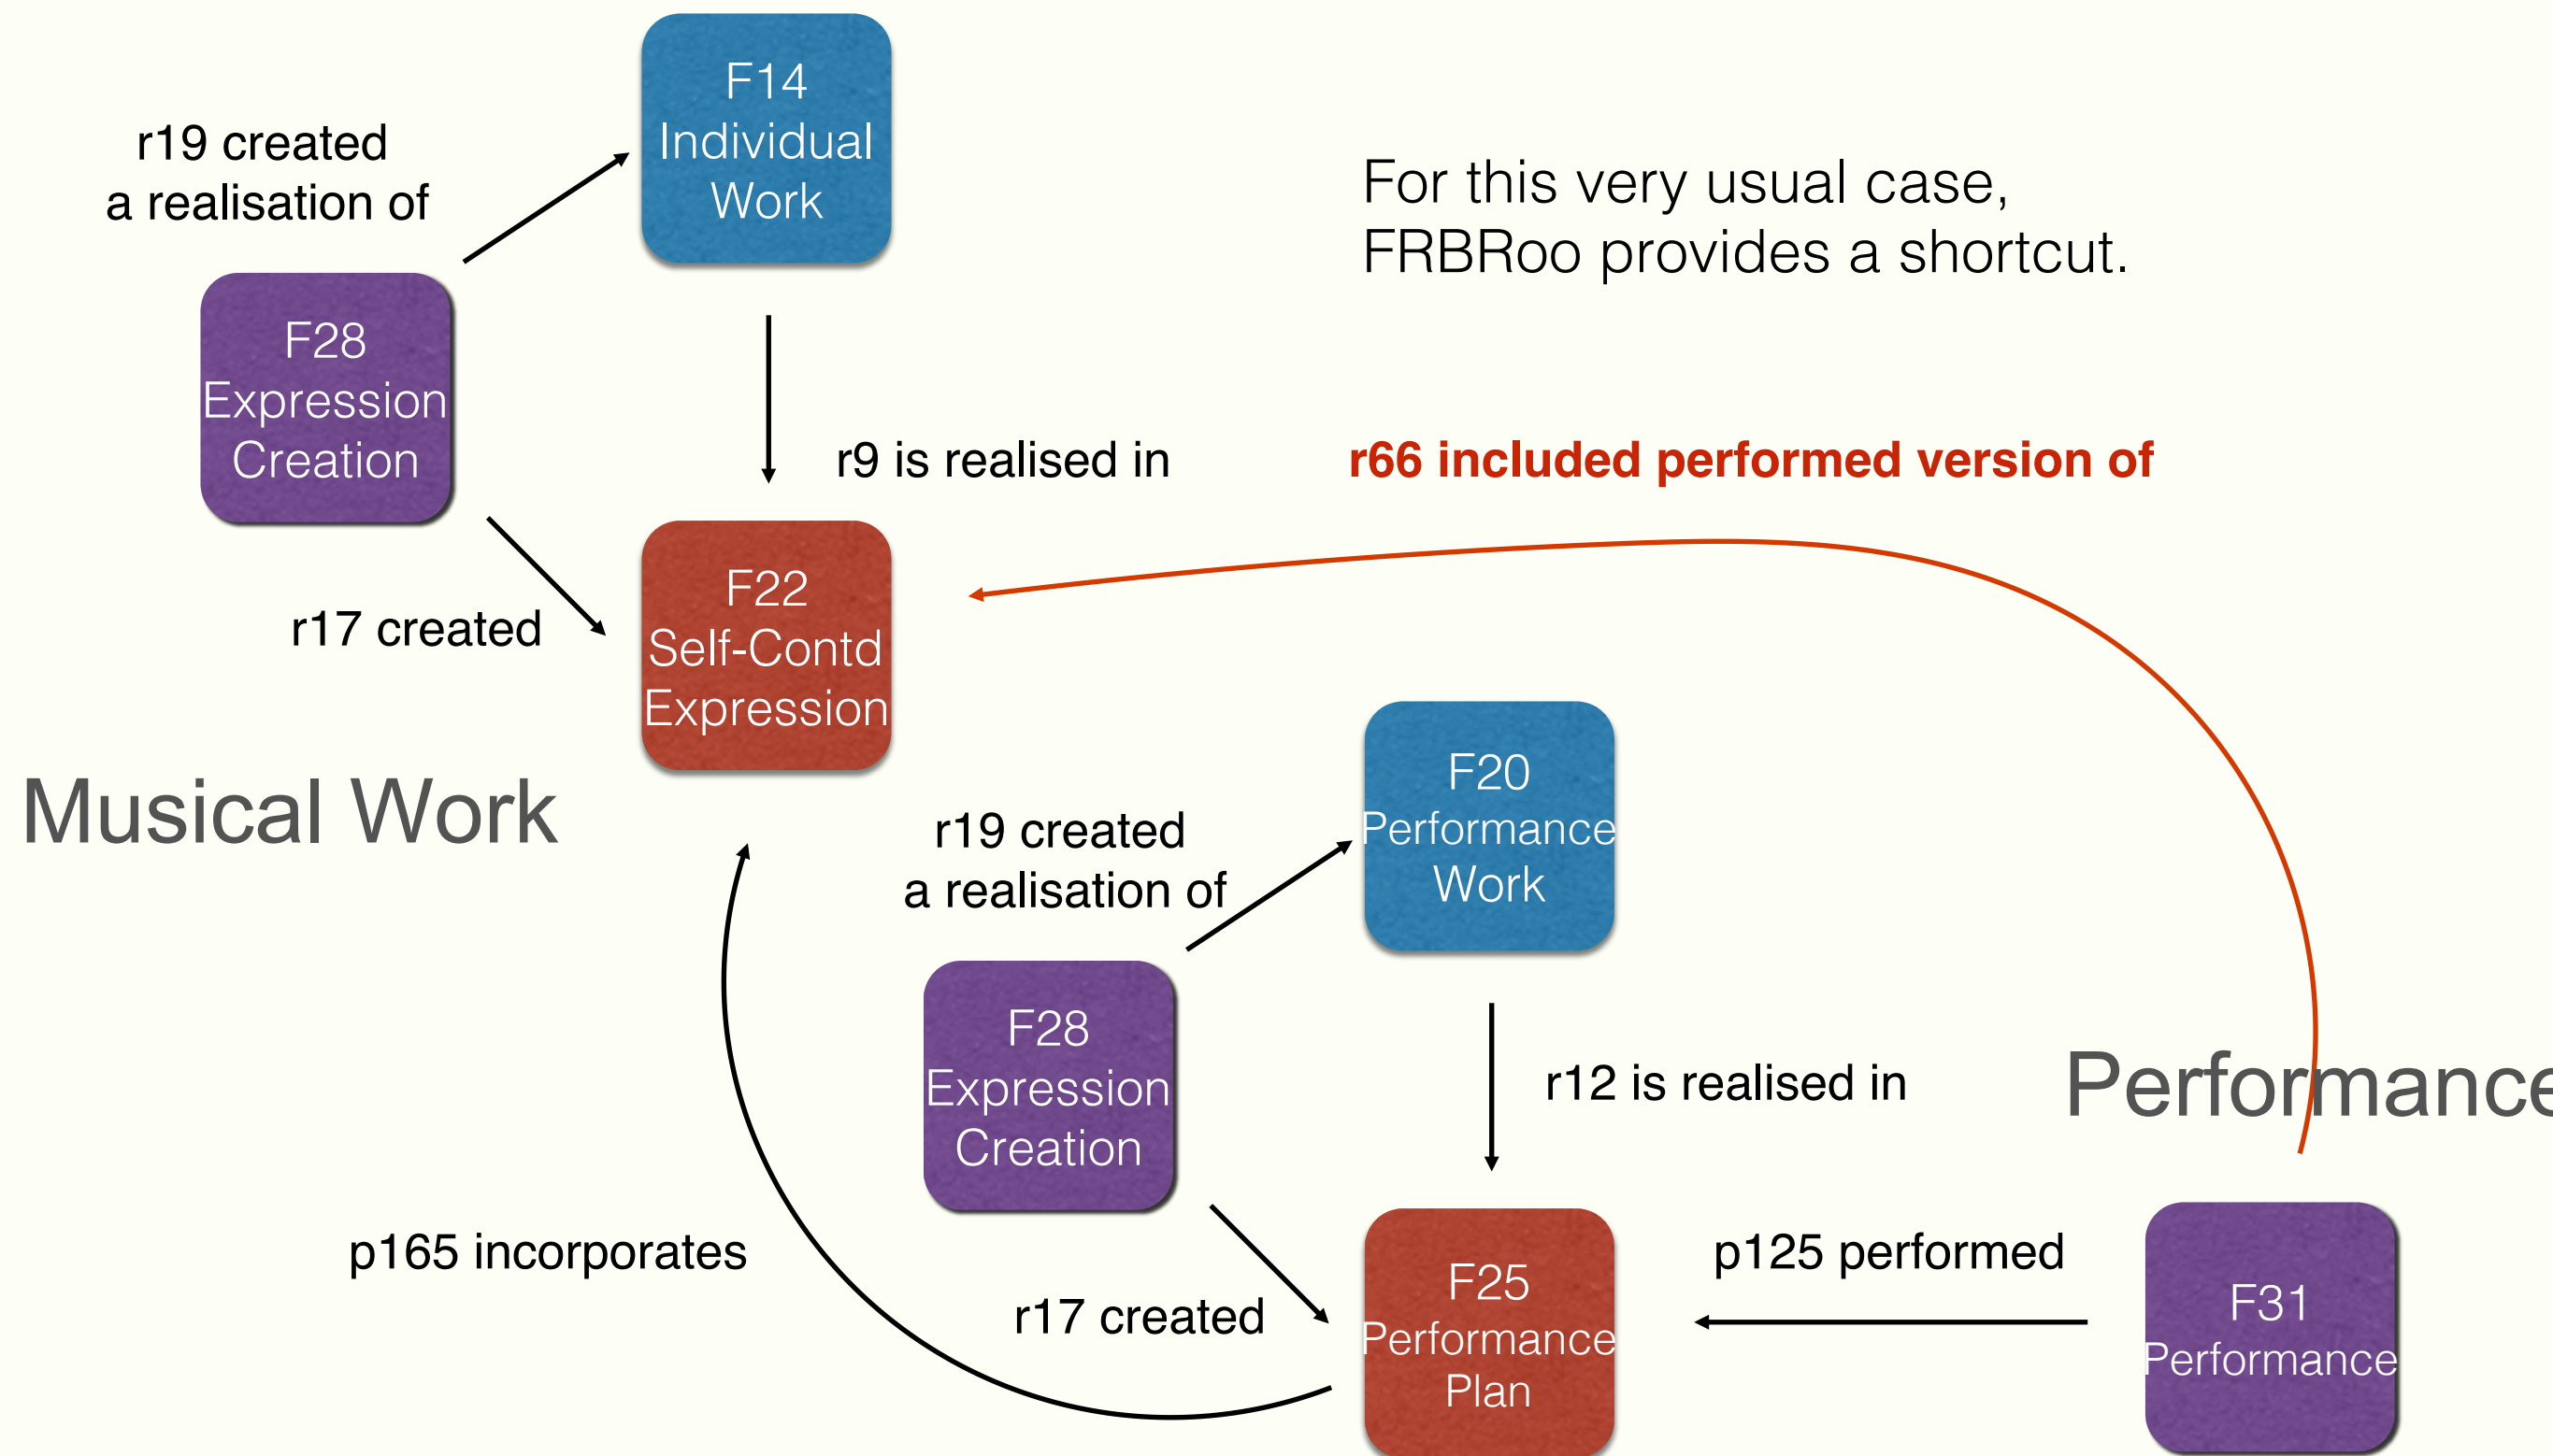 F14
Individual
Work
r19 created
a realisation of
For this very usual case,
FRBRoo provides a shortcut.
F28
Expression
Creation
r9 is realised in
r66 included performed version of
r17 created
F22
Self-Contd
Expression
Musical Work
F20
Performance
Work
r19 created
a realisation of
F28
Expression
Creation
r12 is realised in
Performance
p165 incorporates
r17 created
F25
Performance
Plan
p125 performed
F31
Performance